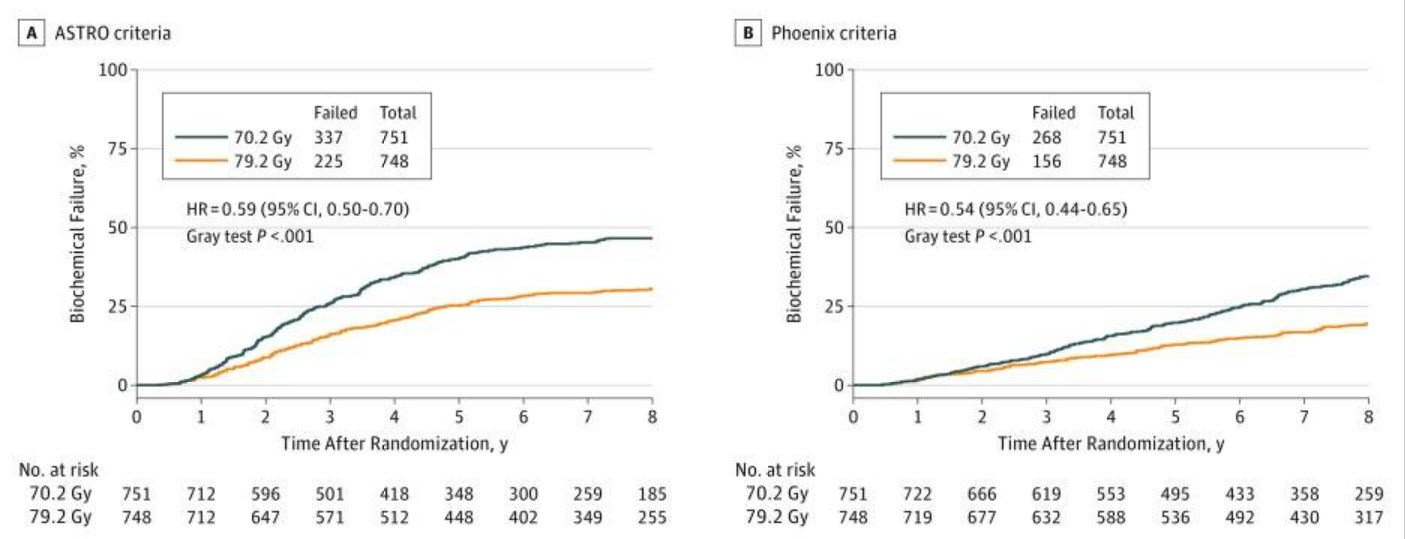 A ASTRO criteria
100
75
50
25
0
Biochemical Failure, %
Failed Total
70.2 Gy 337 751
79.2 Gy 225 748
HR=0.59 (95% CI, 0.50-0.70)
Gray test P <.001
0 1 2 3 4 5 6 7 8
Time After Randomization, y
No. at risk
70.2 Gy 751 712 596 501 418 348 300 259 185
79.2 Gy 748 712 647 571 512 448 402 349 255
B Phoenix criteria
100
75
50
25
0
Biochemical Failure, %
Failed Total
70.2 Gy 268 751
79.2 Gy 156 748
HR=0.54 (95% CI, 0.44-0.65)
Gray test P <.001
0 1 2 3 4 5 6 7 8
Time After Randomization, y
No. at risk
70.2 Gy 751 722 666 619 553 495 433 358 259
79.2 Gy 748 719 677 632 588 536 492 430 317